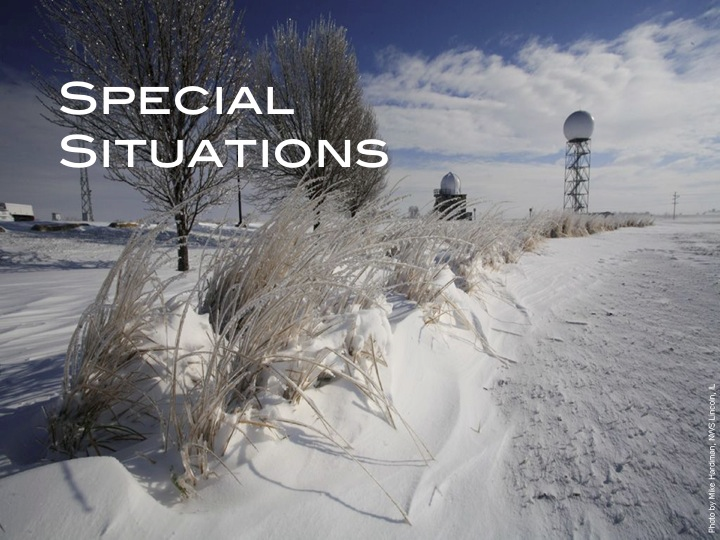 Special
Situations
Photo by Mike Hardiman, NWS Lincoln, IL